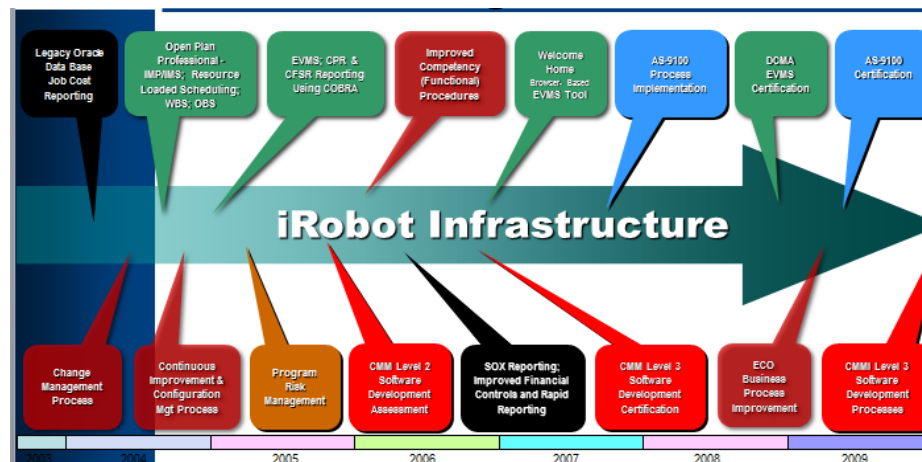 Legacy Oracle
Data Base
Job Cost
Reporting
Open Plan
Professional -
IMP/IMS; Resource
Loaded Scheduling;
WBS; OBS
EVMS; CPR &
CFSR Reporting
Using COBRA
Improved
Competency
(Functional)
Procedures
Welcome
Home
Browser- Based
EVMS Tool
AS-9100
Process
Implementation
DCMA
EVMS
Certification
AS-9100
Certification
iRobot Infrastructure
Change
Management
Process
Continuous
Improvement &
Configuration
Mgt Process
Program
Risk
Management
CMM Level 2
Software
Development
Assessment
SOX Reporting;
Improved Financial
Controls and Rapid
Reporting
CMM Level 3
Software
Development
Certification
ECO
Business
Process
Improvement
CMMI Level 3
Software
Development
Processes
2003 2004 2005 2006 2007 2008 2009